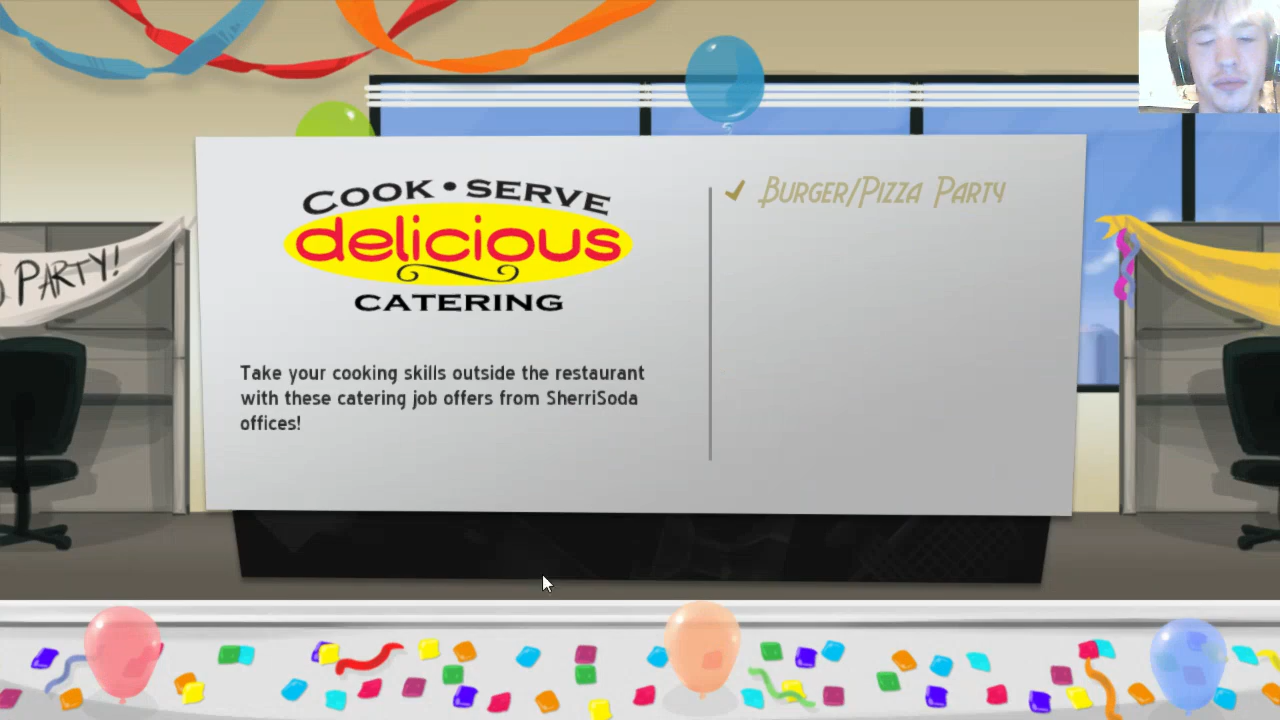 COOK • SERVE
delicious
CATERING
Take your cooking skills outside the restaurant
with these catering job offers from SherriSoda
offices!
BURGER/PIZZA PARTY
PARTY!